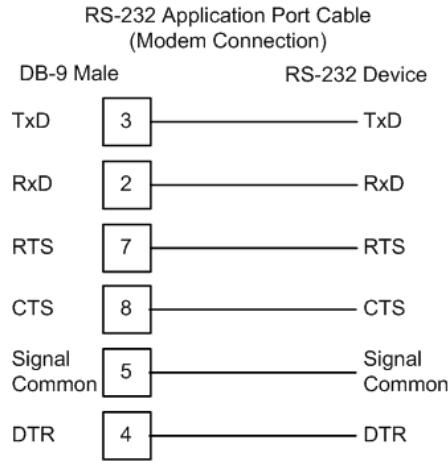 RS-232 Application Port Cable
(Modem Connection)
DB-9 Male RS-232 Device
TxD 3 TxD
RxD 2 RxD
RTS 7 RTS
CTS 8 CTS
Signal Common 5 Signal Common
DTR 4 DTR